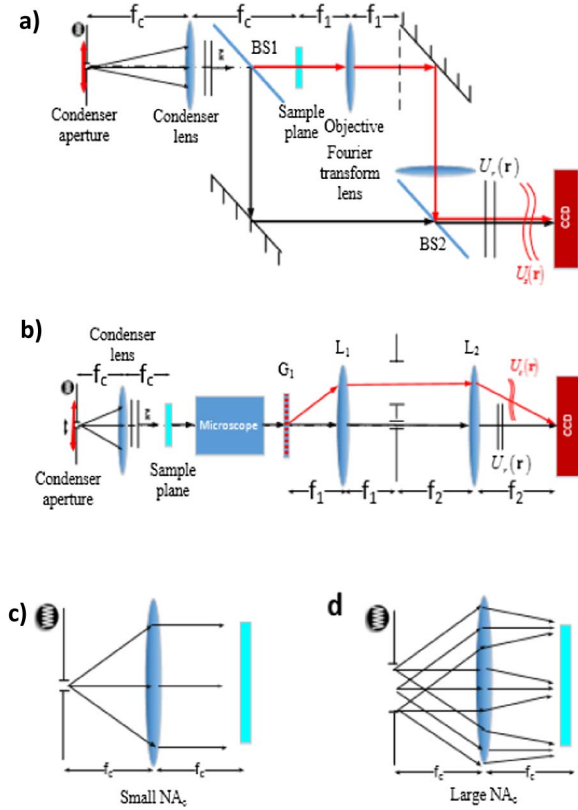 a)
f_c f_c f_1 f_1
BS1
Condenser aperture
Condenser lens
Sample plane
Objective
Fourier transform lens
U_r(r)
CCD
BS2
U_s(r)
b)
Condenser lens
f_c f_c
G_1
L_1
L_2
U_s(r)
Microscope
T
CCD
Condenser aperture
Sample plane
U_r(r)
f_1 f_1 f_2 f_2
c)
f_c f_c
Small NA_c
d
f_c f_c
Large NA_c